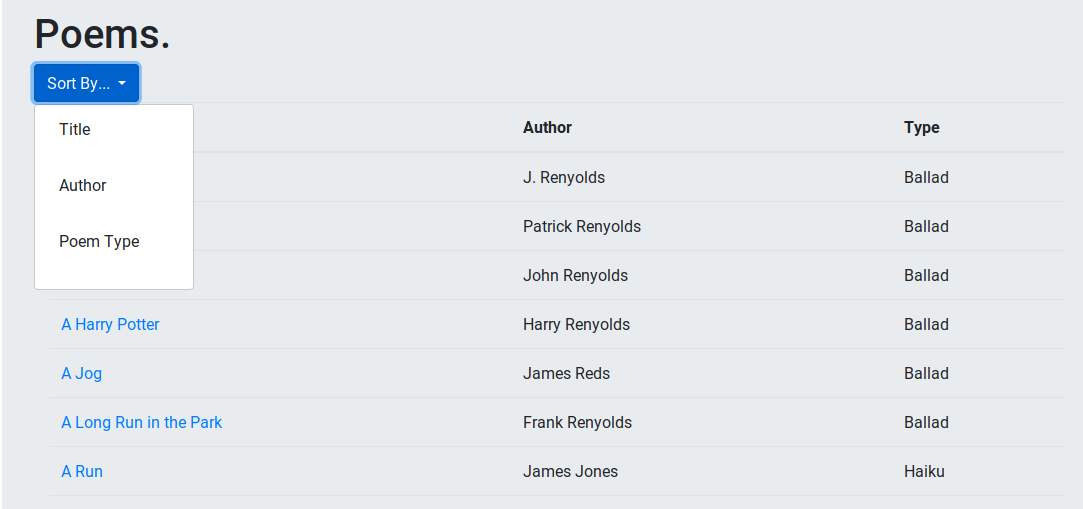 Poems.
Sort By...
Title
Author
Poem Type
Author Type
J. Renyolds Ballad
Patrick Renyolds Ballad
John Renyolds Ballad
A Harry Potter Harry Renyolds Ballad
A Jog James Reds Ballad
A Long Run in the Park Frank Renyolds Ballad
A Run James Jones Haiku